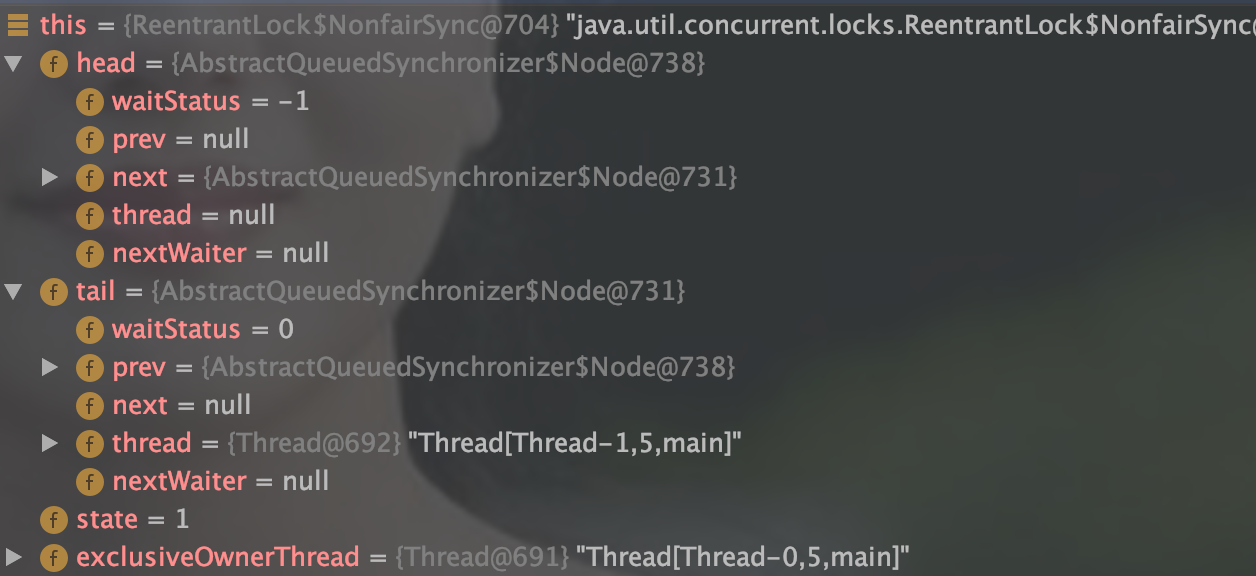 this = {ReentrantLock$NonfairSync@704} "java.util.concurrent.locks.ReentrantLock$NonfairSync@
f head = {AbstractQueuedSynchronizer$Node@738}
f waitStatus = -1
f prev = null
f next = {AbstractQueuedSynchronizer$Node@731}
f thread = null
f nextWaiter = null
f tail = {AbstractQueuedSynchronizer$Node@731}
f waitStatus = 0
f prev = {AbstractQueuedSynchronizer$Node@738}
f next = null
f thread = {Thread@692} "Thread[Thread-1,5,main]"
f nextWaiter = null
f state = 1
f exclusiveOwnerThread = {Thread@691} "Thread[Thread-0,5,main]"